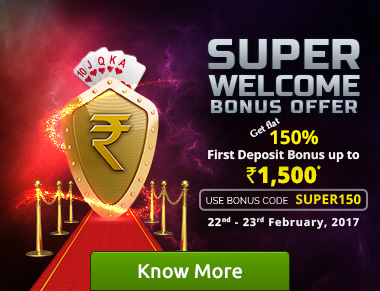 10 J Q K A
₹
SUPER
WELCOME
BONUS OFFER
Get flat
150%
First Deposit Bonus up to
₹1,500*
USE BONUS CODE SUPER150
22nd - 23rd February, 2017
Know More